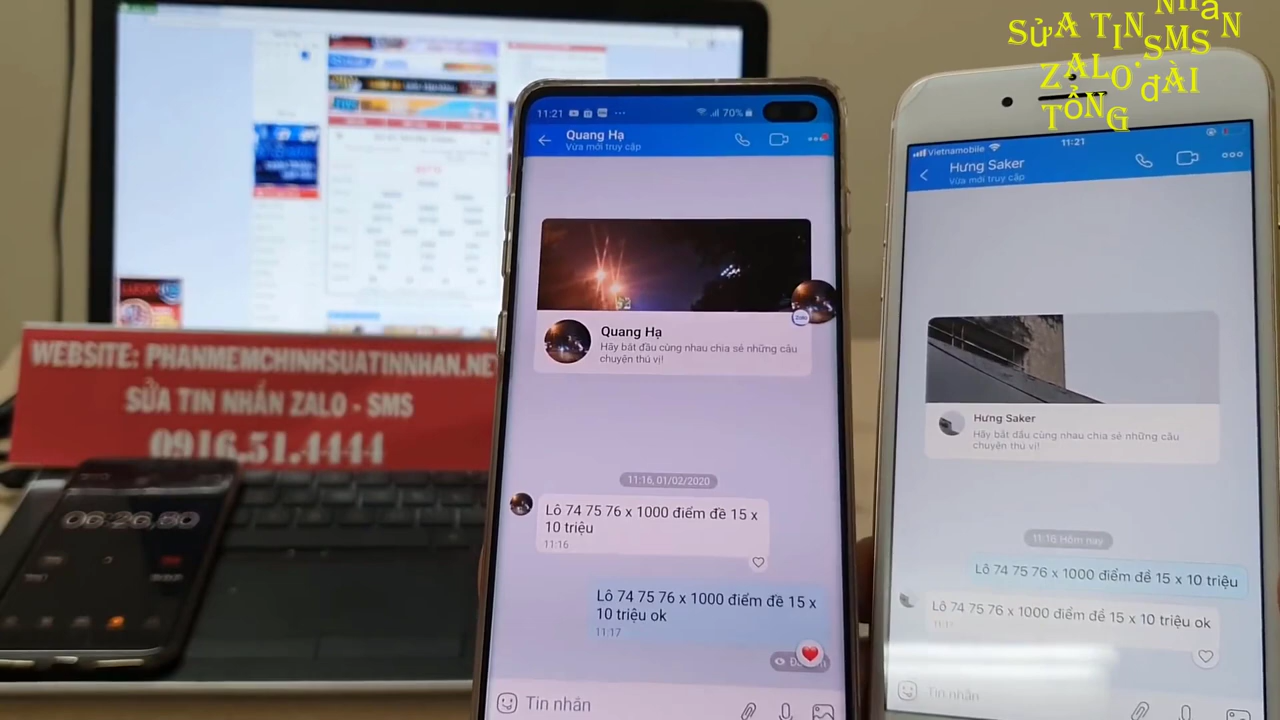 SửA TIN NHắN
ZALO.SMS
TỔNG đÀI
WEBSITE: PHANMEMCHINHSUATINNHAN.NE
SỬA TIN NHẮN ZALO - SMS
0916.51.4444
11:21
70%
Quang Hạ
Vừa mới truy cập
Quang Hạ
Hãy bắt đầu cùng nhau chia sẻ những câu
chuyện thú vị!
Zalo
11:16, 01/02/2020
Lô 74 75 76 x 1000 điểm đề 15 x
10 triệu
11:16
Lô 74 75 76 x 1000 điểm đề 15 x
10 triệu ok
11:17
Tin nhắn
Vietnamobile
11:21
Hưng Saker
Vừa mới truy cập
Hưng Saker
Hãy bắt đầu cùng nhau chia sẻ những câu
chuyện thú vị!
11:16 Hôm nay
Lô 74 75 76 x 1000 điểm đề 15 x 10 triệu
Lô 74 75 76 x 1000 điểm đề 15 x 10 triệu ok
Tin nhắn